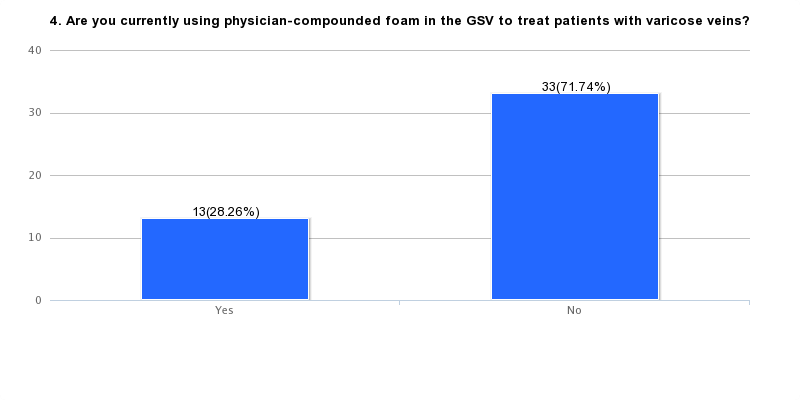 4. Are you currently using physician-compounded foam in the GSV to treat patients with varicose veins?
40
33(71.74%)
30
20
13(28.26%)
10
0
Yes
No